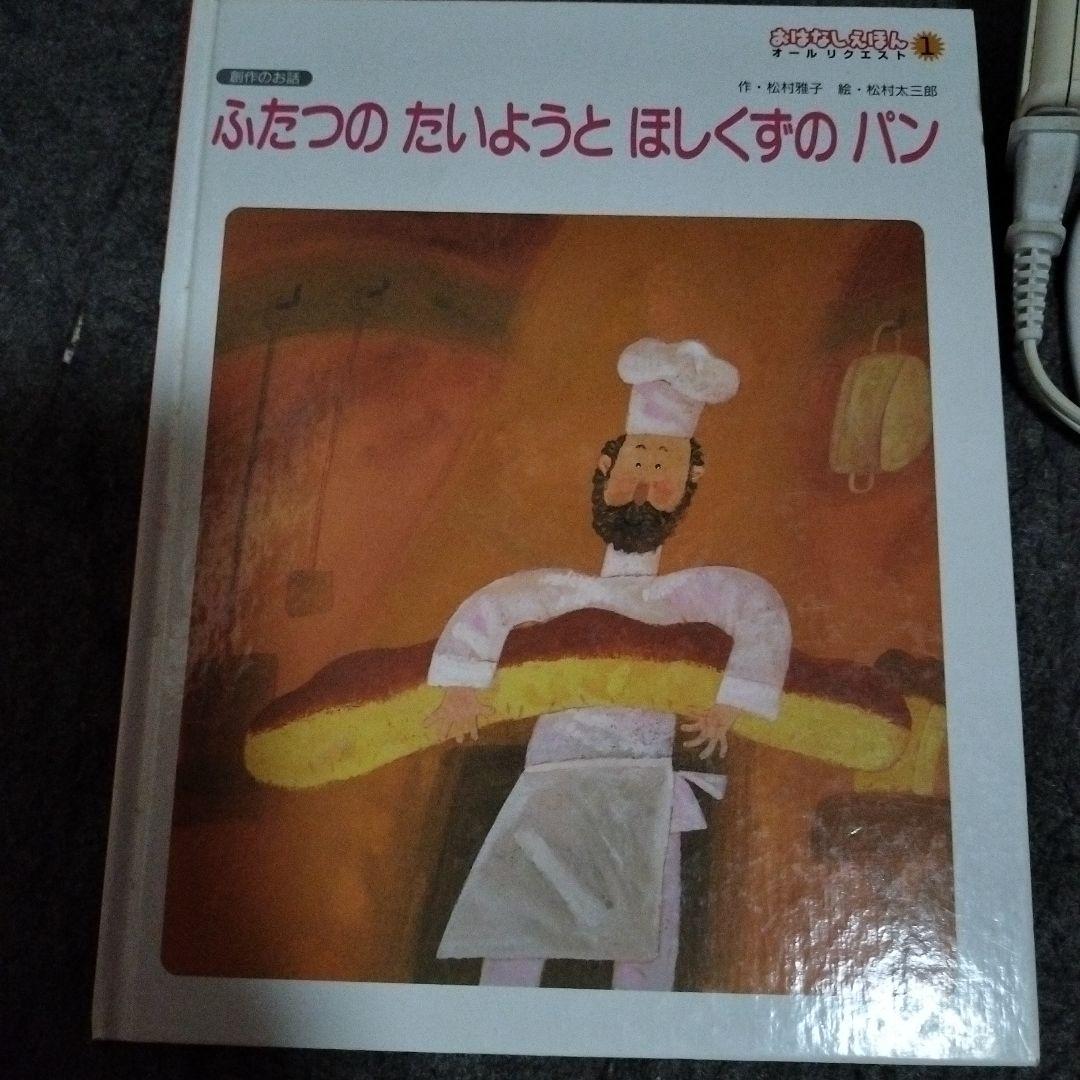 おはなしえほん
オールリクエスト 1
創作のお話
作・松村雅子 絵・松村太三郎
ふたつの たいようと ほしくずの パン